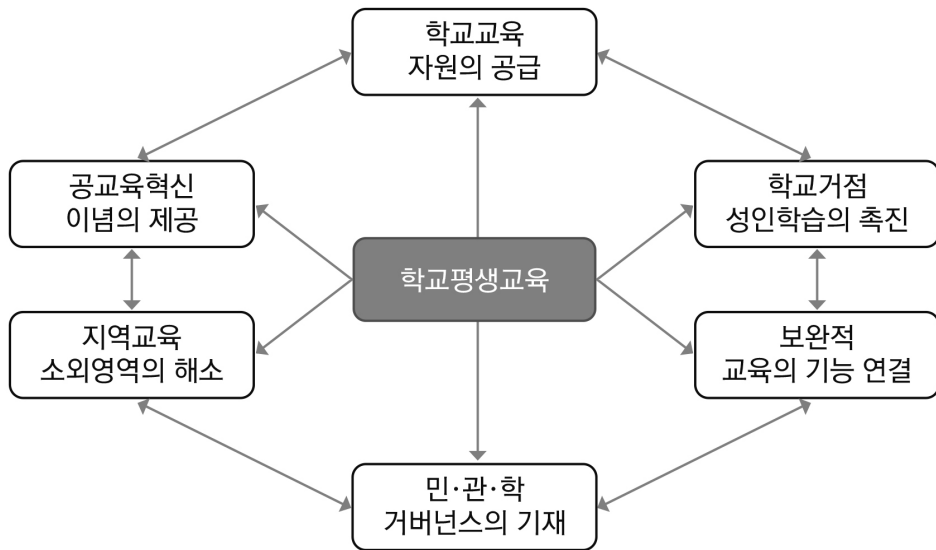 학교교육
자원의 공급
공교육혁신
이념의 제공
학교거점
성인학습의 촉진
학교평생교육
지역교육
소외영역의 해소
보완적
교육의 기능 연결
민·관·학
거버넌스의 기재